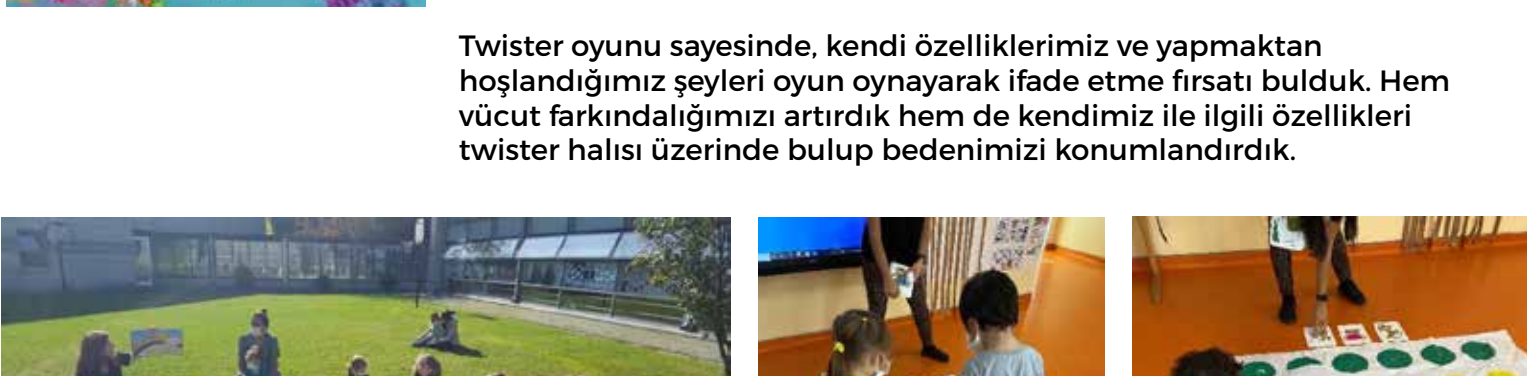 Twister oyunu sayesinde, kendi özelliklerimiz ve yapmaktan
hoşlandığımız şeyleri oyun oynayarak ifade etme fırsatı bulduk. Hem
vücut farkındalığımızı artırdık hem de kendimiz ile ilgili özellikleri
twister halısı üzerinde bulup bedenimizi konumlandırdık.